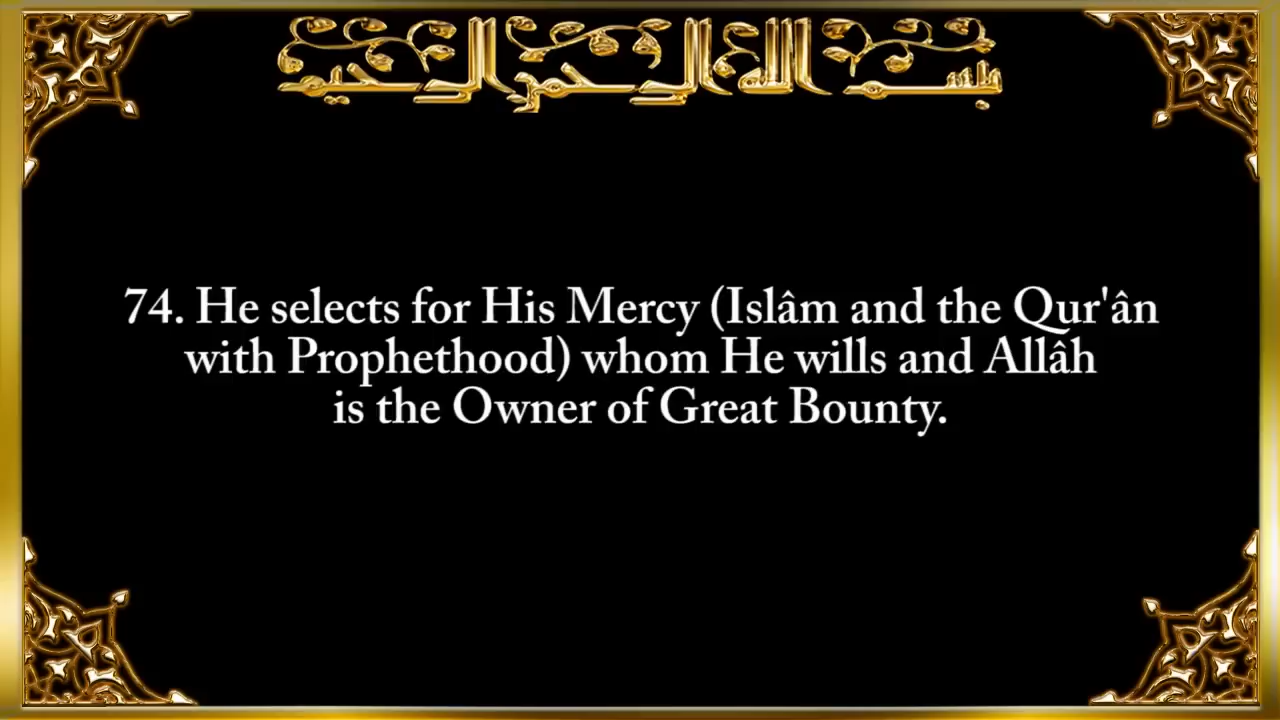 بسم الله الرحمن الرحيم
74. He selects for His Mercy (Islâm and the Qur'ân
with Prophethood) whom He wills and Allâh
is the Owner of Great Bounty.